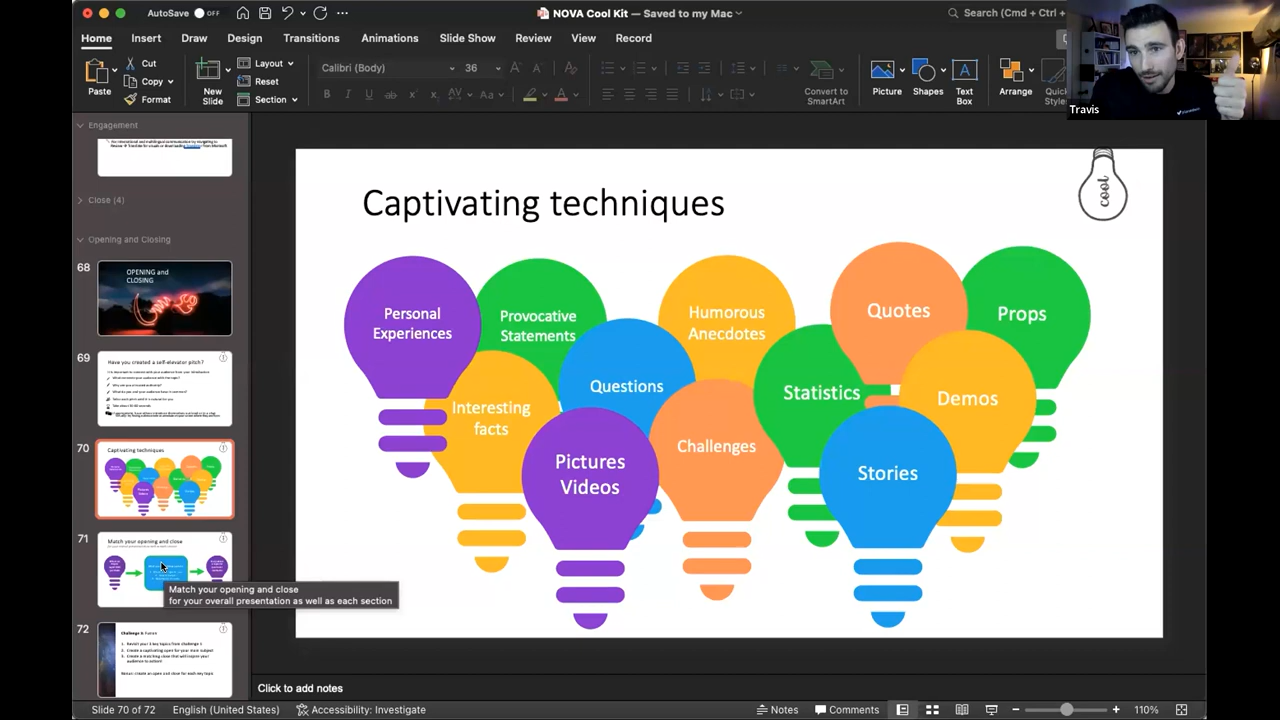 AutoSave OFF
NOVA Cool Kit — Saved to my Mac
Search (Cmd + Ctrl +
Home Insert Draw Design Transitions Animations Slide Show Review View Record
Paste
Cut
Copy
Format
New Slide
Layout
Reset
Section
Calibri (Body) 36
Convert to SmartArt
Picture Shapes Text Box Arrange Quick Styles
Travis
Engagement
Close (4)
Opening and Closing
68
OPENING and
CLOSING
69
Have you created a self-elevator pitch?
70
Captivating techniques
71
Match your opening and close
Match your opening and close
for your overall presentation as well as each section
72
Captivating techniques
cool
Personal
Experiences
Provocative
Statements
Humorous
Anecdotes
Quotes
Props
Interesting
facts
Questions
Challenges
Statistics
Demos
Pictures
Videos
Stories
Click to add notes
Slide 70 of 72 English (United States) Accessibility: Investigate Notes Comments 110%